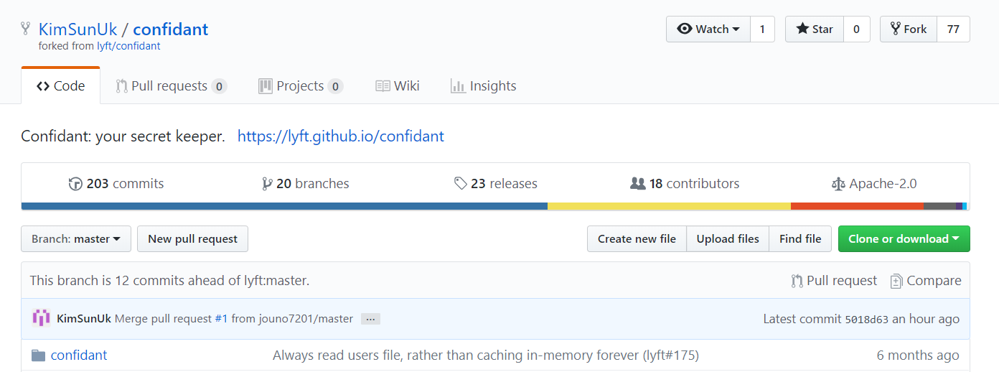 KimSunUk / confidant
Watch 1 Star 0 Fork 77
forked from lyft/confidant
Code Pull requests 0 Projects 0 Wiki Insights
Confidant: your secret keeper. https://lyft.github.io/confidant
203 commits 20 branches 23 releases 18 contributors Apache-2.0
Branch: master New pull request Create new file Upload files Find file Clone or download
This branch is 12 commits ahead of lyft:master. Pull request Compare
KimSunUk Merge pull request #1 from jouno7201/master ... Latest commit 5018d63 an hour ago
confidant Always read users file, rather than caching in-memory forever (lyft#175) 6 months ago